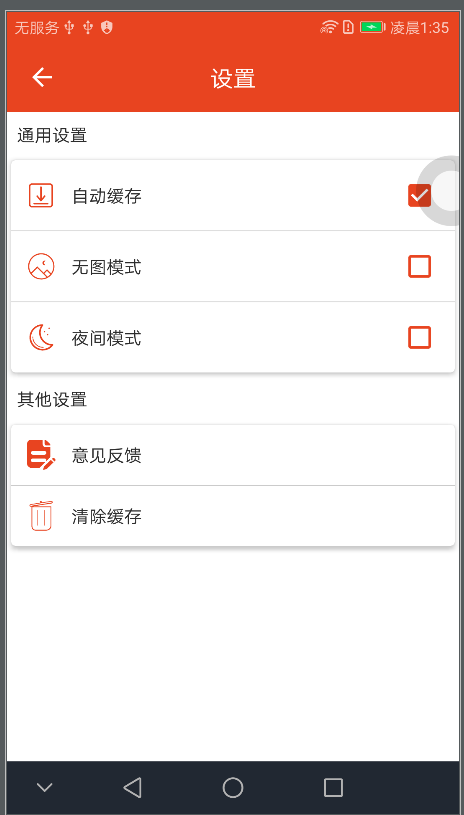 无服务 凌晨1:35
设置
通用设置
自动缓存
无图模式
夜间模式
其他设置
意见反馈
清除缓存